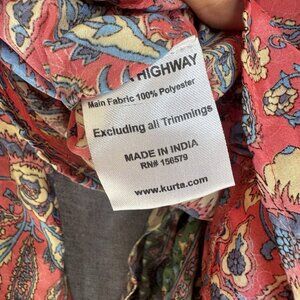 HIGHWAY
Main Fabric 100% Polyester
Excluding all Trimmings
MADE IN INDIA
RN# 156579
www.kurta.com